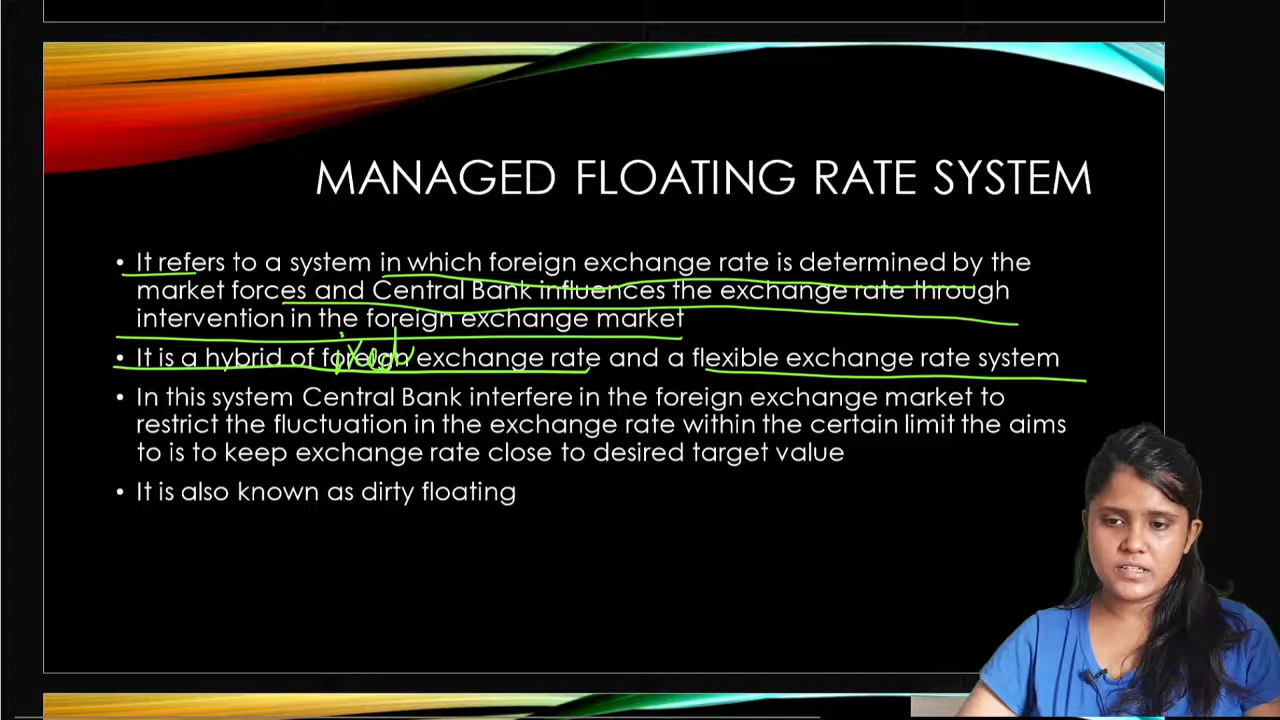 MANAGED FLOATING RATE SYSTEM
• It refers to a system in which foreign exchange rate is determined by the
market forces and Central Bank influences the exchange rate through
intervention in the foreign exchange market
ixed
• It is a hybrid of foreign exchange rate and a flexible exchange rate system
• In this system Central Bank interfere in the foreign exchange market to
restrict the fluctuation in the exchange rate within the certain limit the aims
to is to keep exchange rate close to desired target value
• It is also known as dirty floating